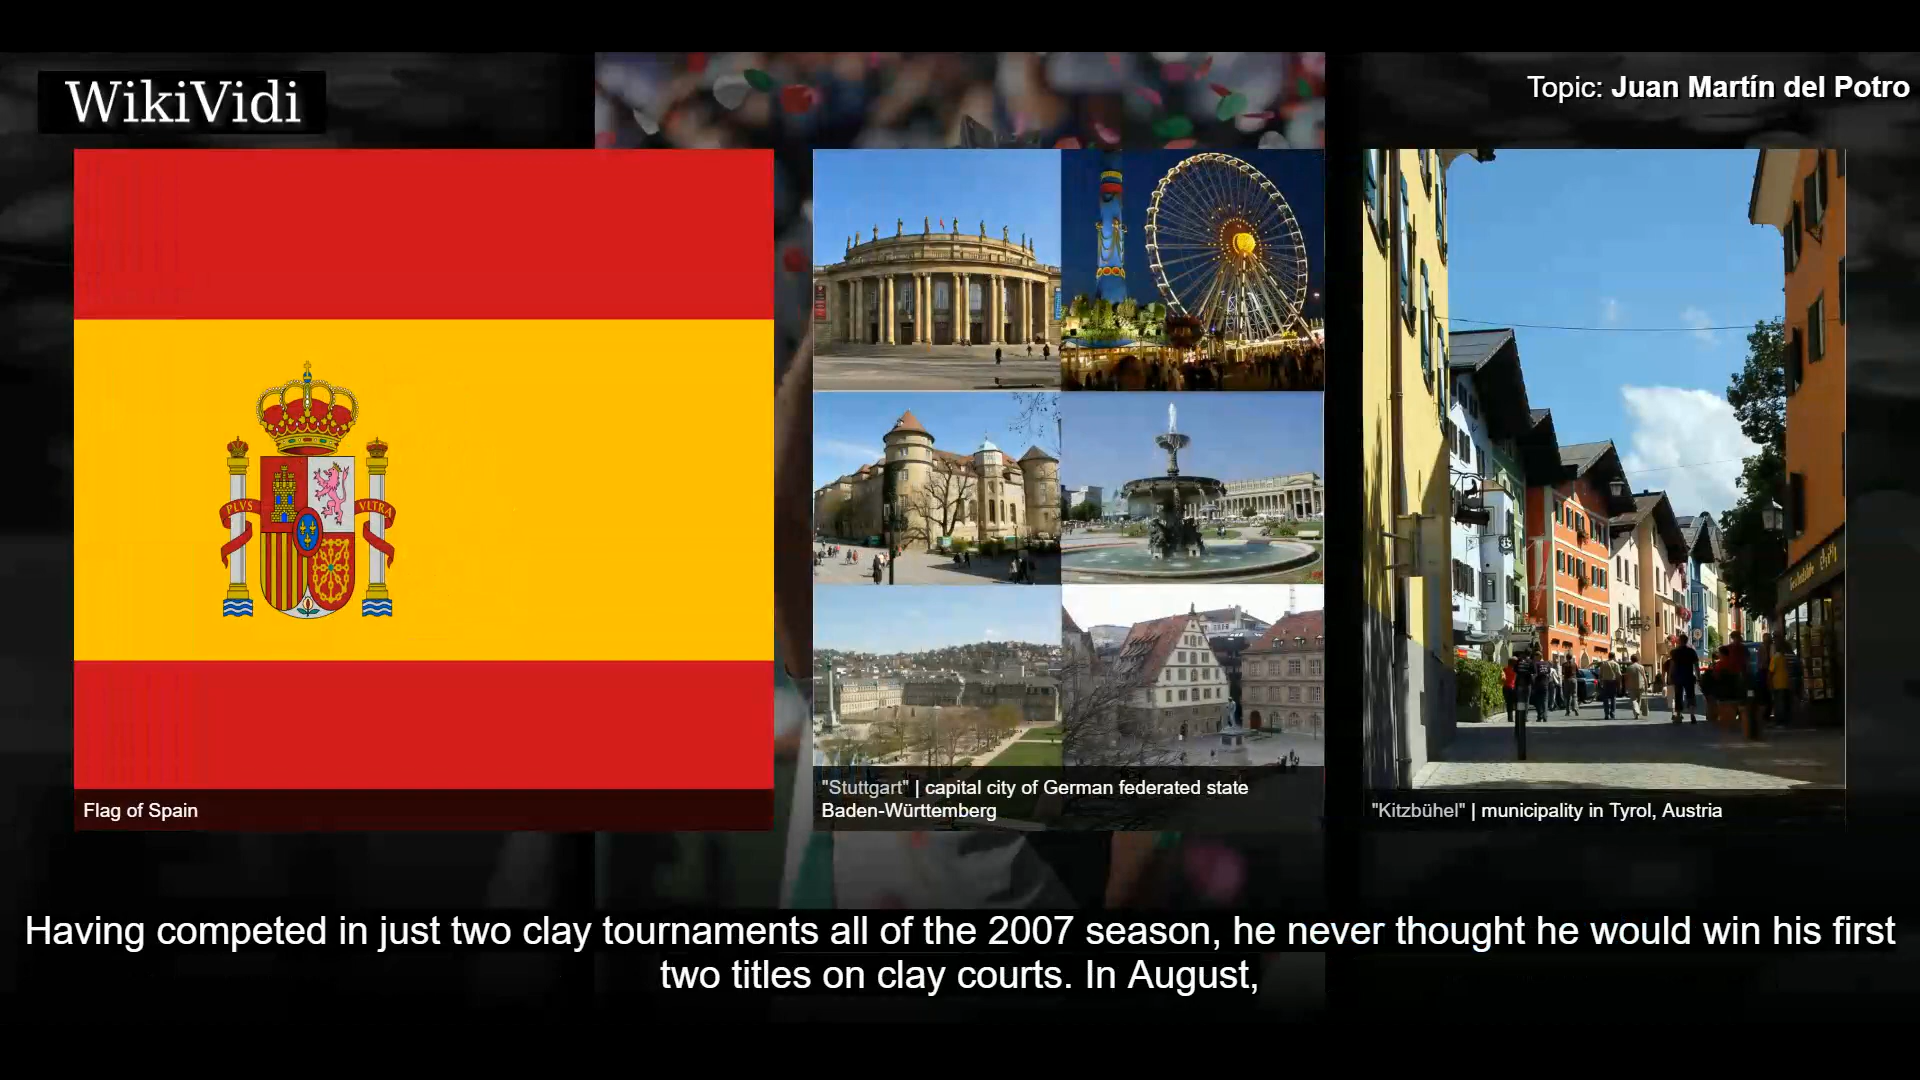 WikiVidi
Topic: Juan Martín del Potro
PLVS
VLTRA
Flag of Spain
"Stuttgart" | capital city of German federated state
Baden-Württemberg
"Kitzbühel" | municipality in Tyrol, Austria
Having competed in just two clay tournaments all of the 2007 season, he never thought he would win his first
two titles on clay courts. In August,